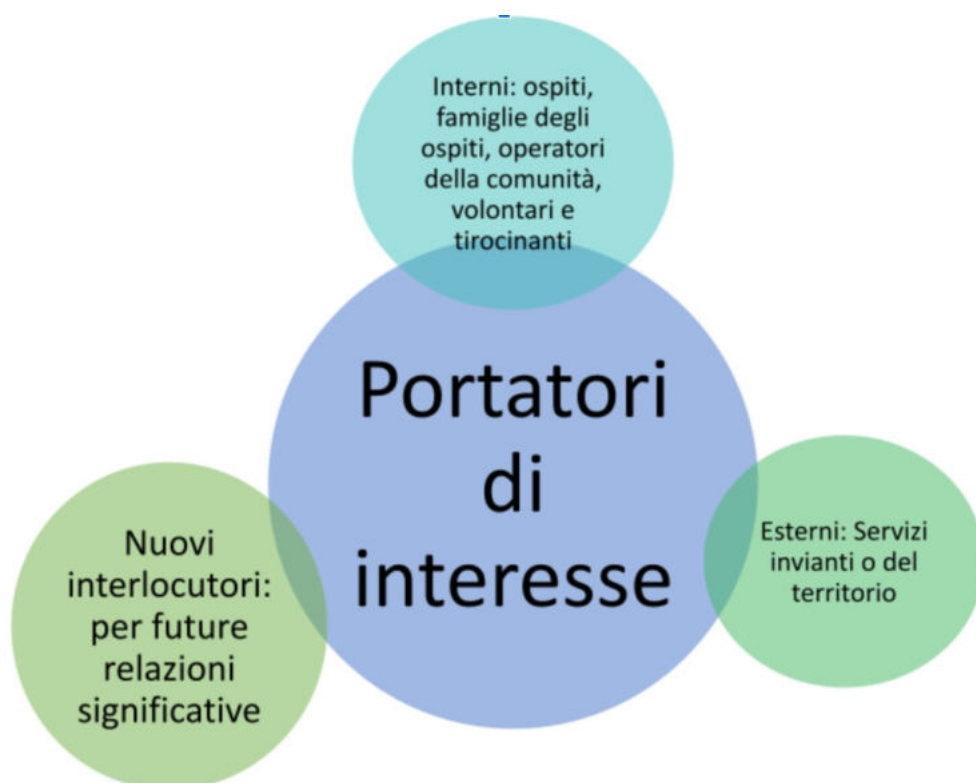 Interni: ospiti,
famiglie degli
ospiti, operatori
della comunità,
volontari e
tirocinanti
Portatori
di
interesse
Nuovi
interlocutori:
per future
relazioni
significative
Esterni: Servizi
invianti o del
territorio